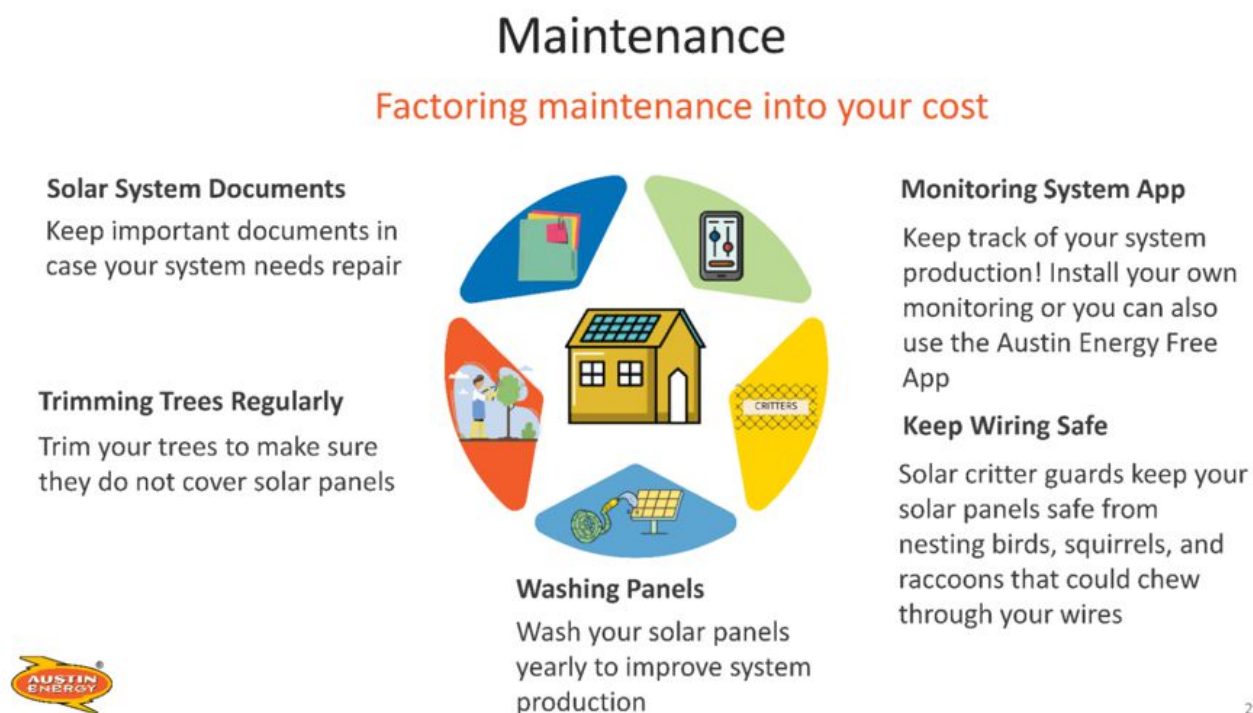 Maintenance
Factoring maintenance into your cost
Solar System Documents
Keep important documents in
case your system needs repair
Trimming Trees Regularly
Trim your trees to make sure
they do not cover solar panels
Monitoring System App
Keep track of your system
production! Install your own
monitoring or you can also
use the Austin Energy Free
App
CRITTERS
Keep Wiring Safe
Solar critter guards keep your
solar panels safe from
nesting birds, squirrels, and
raccoons that could chew
through your wires
Washing Panels
Wash your solar panels
yearly to improve system
production
AUSTIN
ENERGY
®
2